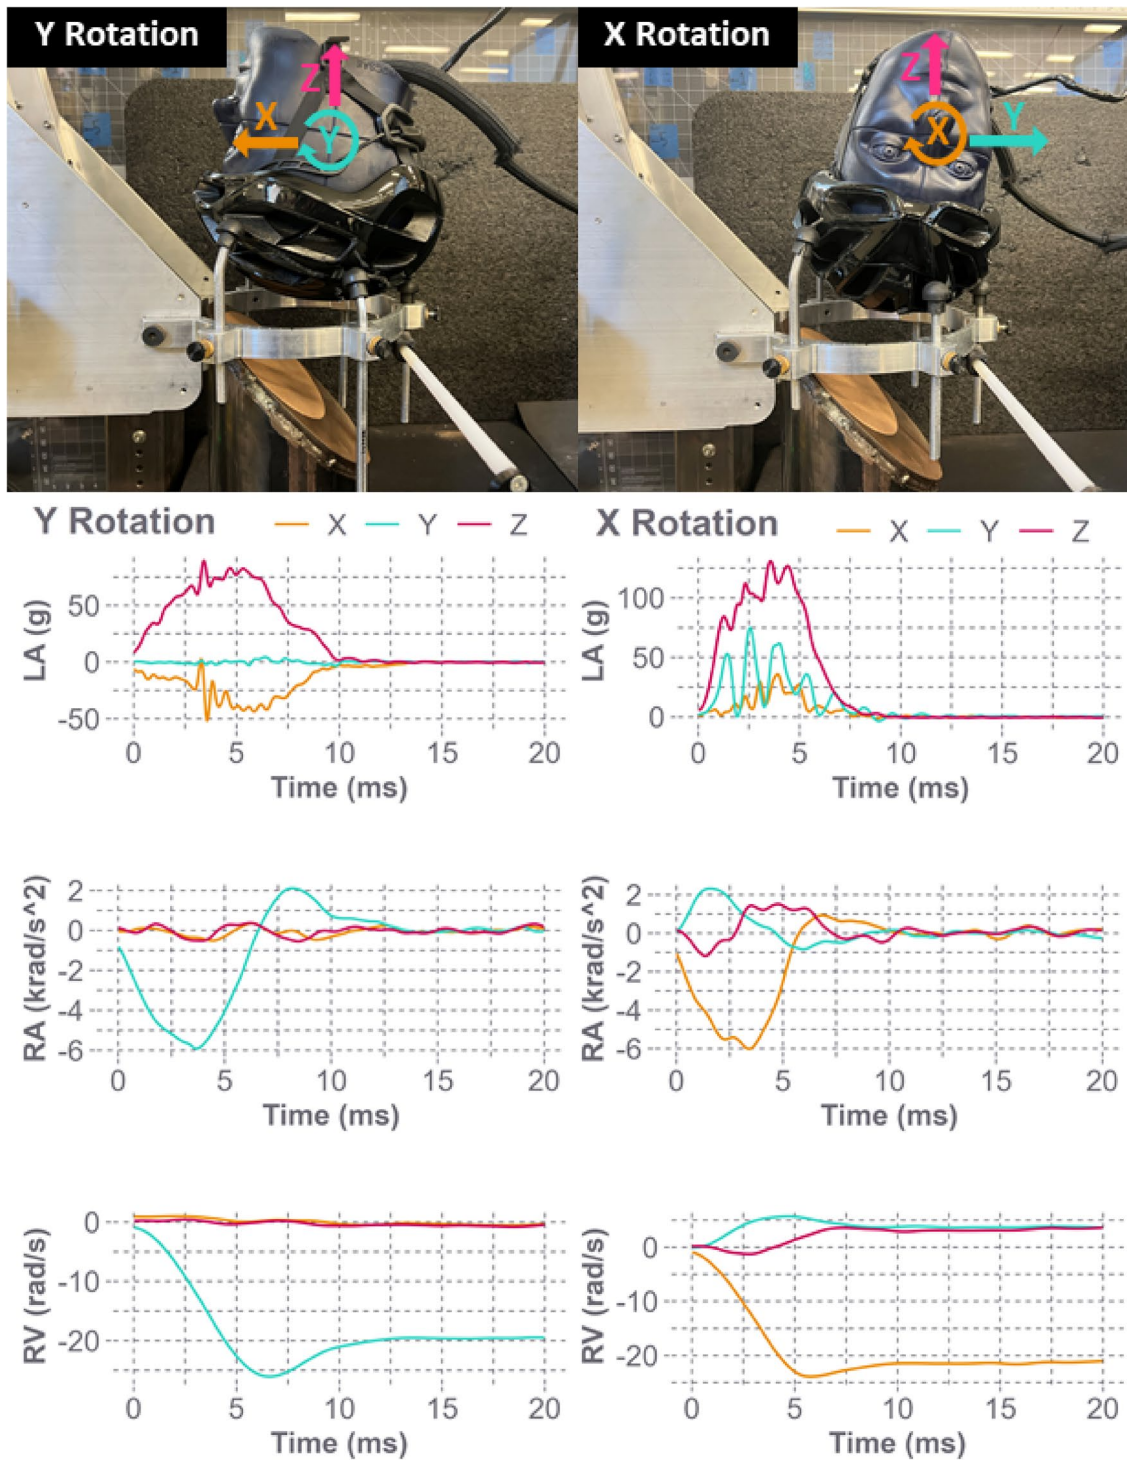 Y Rotation
X Rotation
Z
X
Y
Z
X
Y
Y Rotation
X Y Z
X Rotation
X Y Z
LA (g)
50
0
-50
0 5 10 15 20
Time (ms)
LA (g)
100
50
0
0 5 10 15 20
Time (ms)
RA (krad/s^2)
2
0
-2
-4
-6
0 5 10 15 20
Time (ms)
RA (krad/s^2)
2
0
-2
-4
-6
0 5 10 15 20
Time (ms)
RV (rad/s)
0
-10
-20
0 5 10 15 20
Time (ms)
RV (rad/s)
0
-10
-20
0 5 10 15 20
Time (ms)